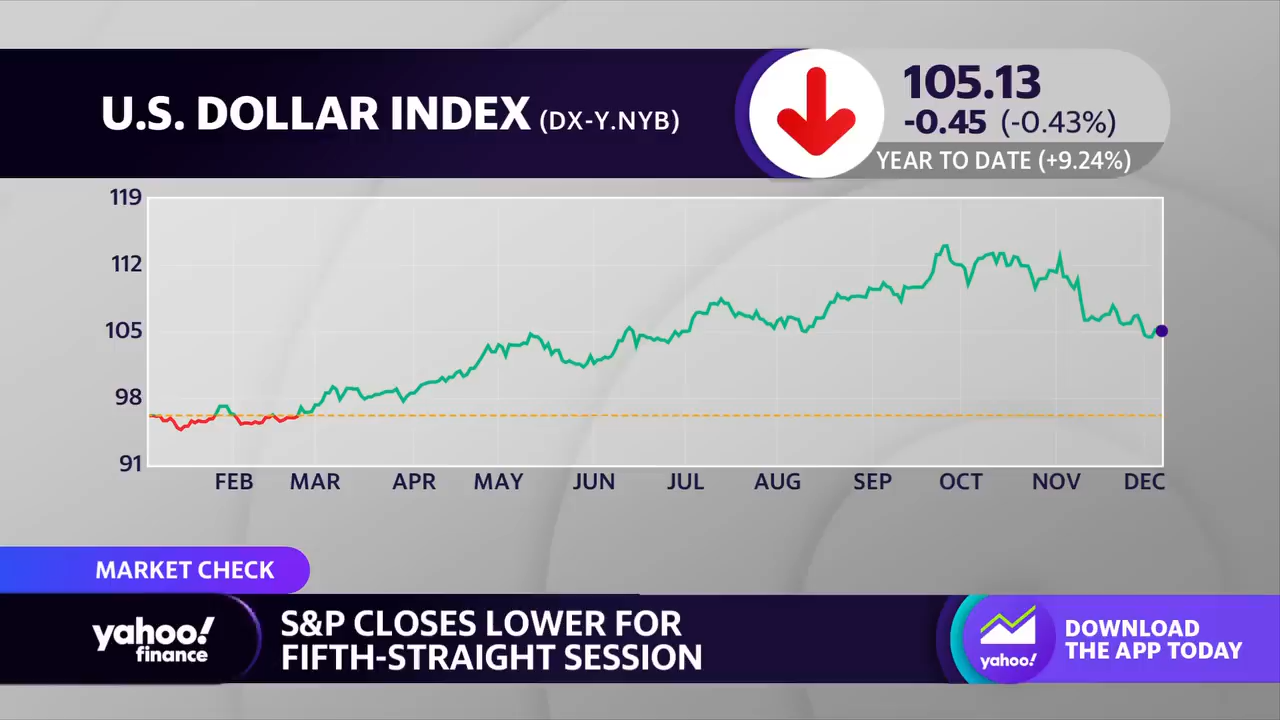 U.S. DOLLAR INDEX (DX-Y.NYB)
105.13
-0.45 (-0.43%)
YEAR TO DATE (+9.24%)
119
112
105
98
91
FEB MAR APR MAY JUN JUL AUG SEP OCT NOV DEC
MARKET CHECK
yahoo!
finance
S&P CLOSES LOWER FOR
FIFTH-STRAIGHT SESSION
yahoo!
DOWNLOAD
THE APP TODAY